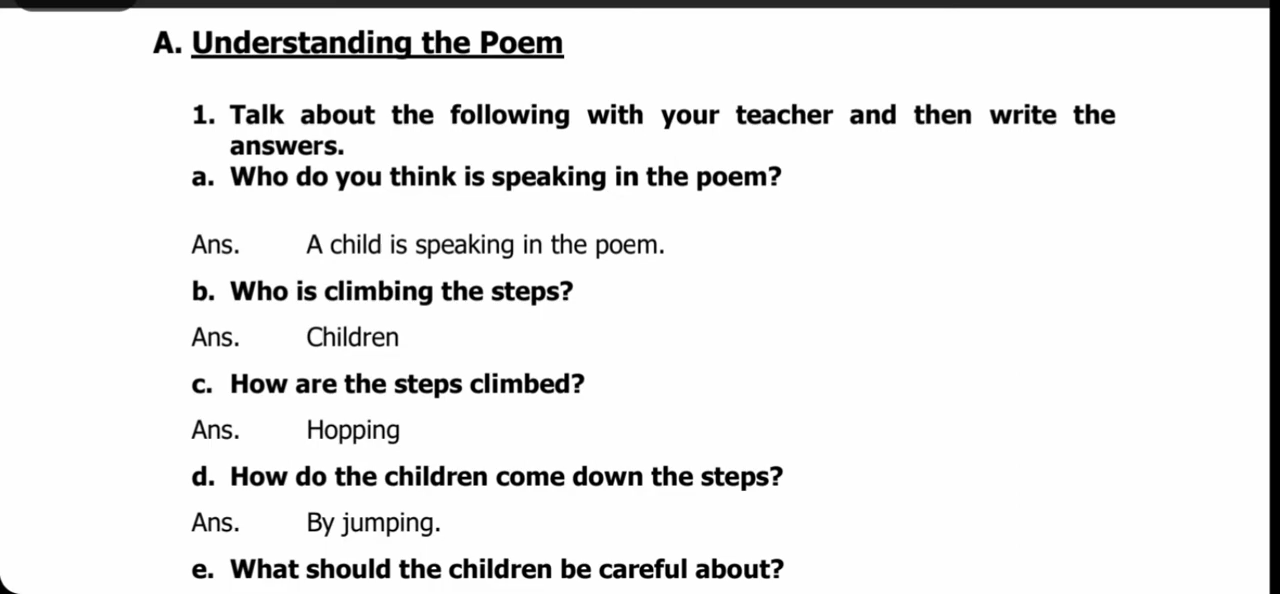 A. Understanding the Poem
1. Talk about the following with your teacher and then write the
answers.
a. Who do you think is speaking in the poem?
Ans. A child is speaking in the poem.
b. Who is climbing the steps?
Ans. Children
c. How are the steps climbed?
Ans. Hopping
d. How do the children come down the steps?
Ans. By jumping.
e. What should the children be careful about?